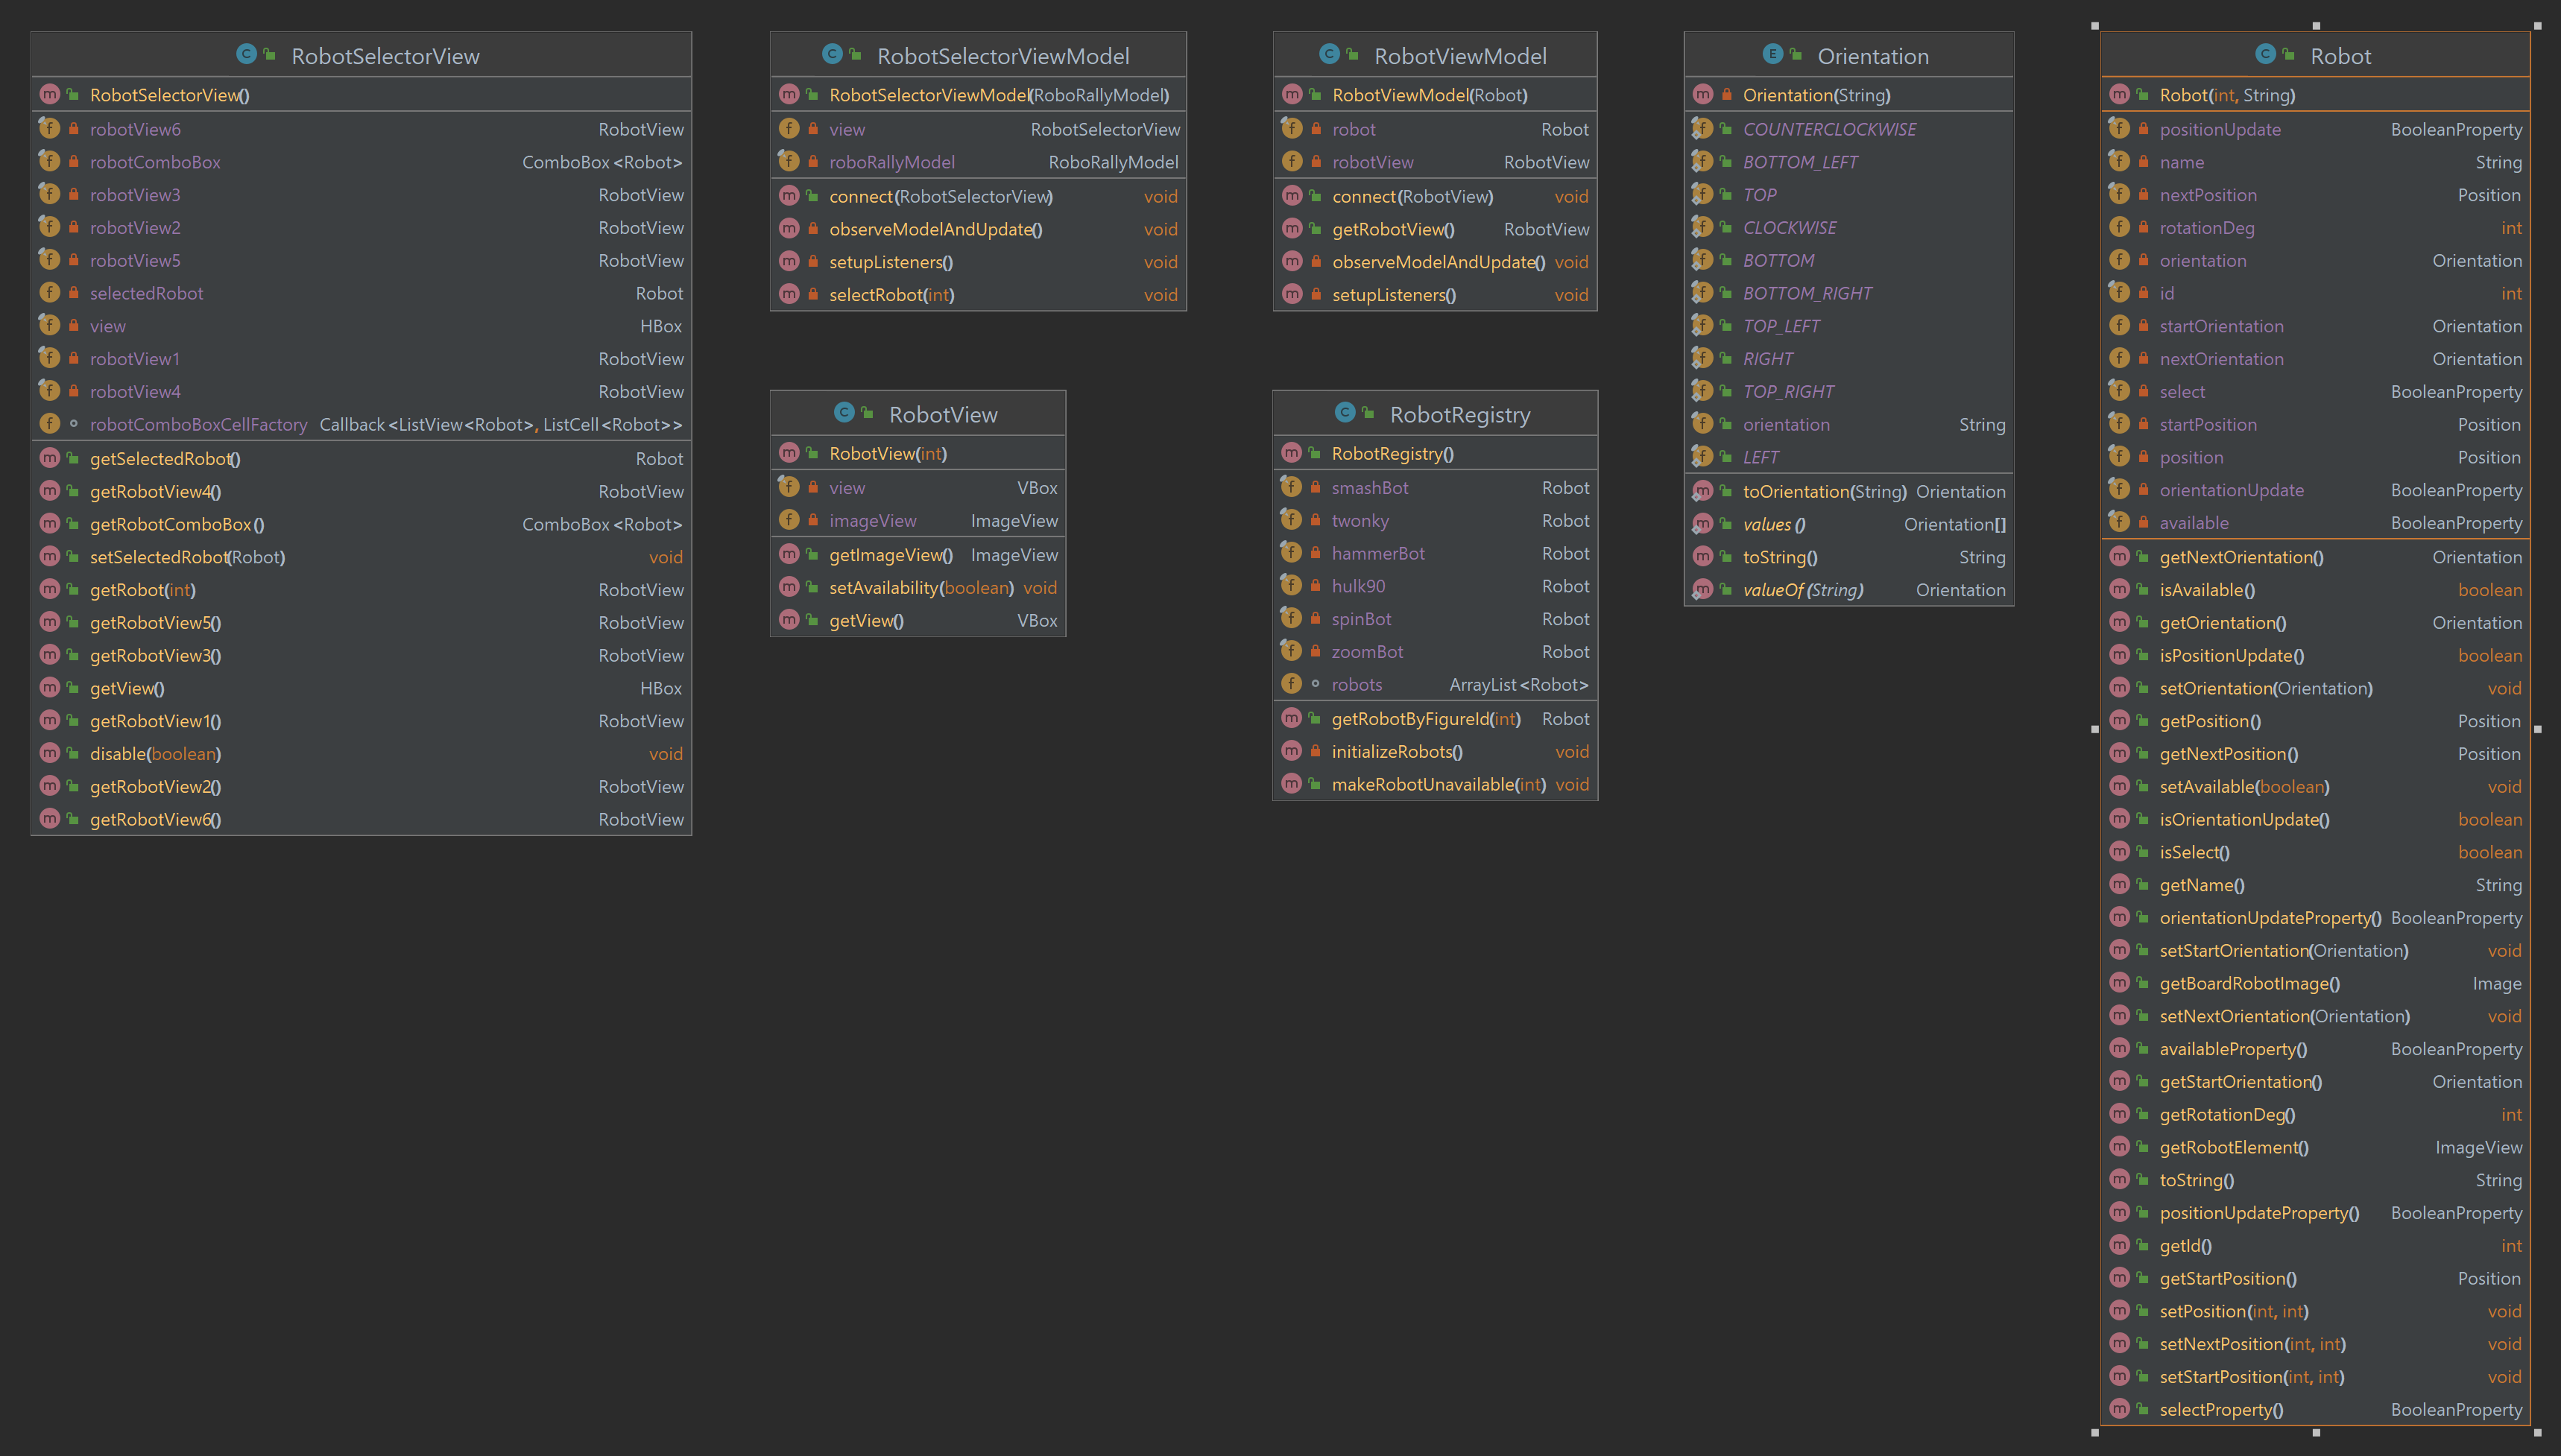 RobotSelectorView
RobotSelectorView()
robotView6 RobotView
robotComboBox ComboBox<Robot>
robotView3 RobotView
robotView2 RobotView
robotView5 RobotView
selectedRobot Robot
view HBox
robotView1 RobotView
robotView4 RobotView
robotComboBoxCellFactory Callback<ListView<Robot>, ListCell<Robot>>
getSelectedRobot() Robot
getRobotView4() RobotView
getRobotComboBox() ComboBox<Robot>
setSelectedRobot(Robot) void
getRobot(int) RobotView
getRobotView5() RobotView
getRobotView3() RobotView
getView() HBox
getRobotView1() RobotView
disable(boolean) void
getRobotView2() RobotView
getRobotView6() RobotView
RobotSelectorViewModel
RobotSelectorViewModel(RoboRallyModel)
view RobotSelectorView
roboRallyModel RoboRallyModel
connect(RobotSelectorView) void
observeModelAndUpdate() void
setupListeners() void
selectRobot(int) void
RobotView
RobotView(int)
view VBox
imageView ImageView
getImageView() ImageView
setAvailability(boolean) void
getView() VBox
RobotViewModel
RobotViewModel(Robot)
robot Robot
robotView RobotView
connect(RobotView) void
getRobotView() RobotView
observeModelAndUpdate() void
setupListeners() void
RobotRegistry
RobotRegistry()
smashBot Robot
twonky Robot
hammerBot Robot
hulk90 Robot
spinBot Robot
zoomBot Robot
robots ArrayList<Robot>
getRobotByFigureId(int) Robot
initializeRobots() void
makeRobotUnavailable(int) void
Orientation
Orientation(String)
COUNTERCLOCKWISE
BOTTOM_LEFT
TOP
CLOCKWISE
BOTTOM
BOTTOM_RIGHT
TOP_LEFT
RIGHT
TOP_RIGHT
orientation String
LEFT
toOrientation(String) Orientation
values() Orientation[]
toString() String
valueOf(String) Orientation
Robot
Robot(int, String)
positionUpdate BooleanProperty
name String
nextPosition Position
rotationDeg int
orientation Orientation
id int
startOrientation Orientation
nextOrientation Orientation
select BooleanProperty
startPosition Position
position Position
orientationUpdate BooleanProperty
available BooleanProperty
getNextOrientation() Orientation
isAvailable() boolean
getOrientation() Orientation
isPositionUpdate() boolean
setOrientation(Orientation) void
getPosition() Position
getNextPosition() Position
setAvailable(boolean) void
isOrientationUpdate() boolean
isSelect() boolean
getName() String
orientationUpdateProperty() BooleanProperty
setStartOrientation(Orientation) void
getBoardRobotImage() Image
setNextOrientation(Orientation) void
availableProperty() BooleanProperty
getStartOrientation() Orientation
getRotationDeg() int
getRobotElement() ImageView
toString() String
positionUpdateProperty() BooleanProperty
getId() int
getStartPosition() Position
setPosition(int, int) void
setNextPosition(int, int) void
setStartPosition(int, int) void
selectProperty() BooleanProperty